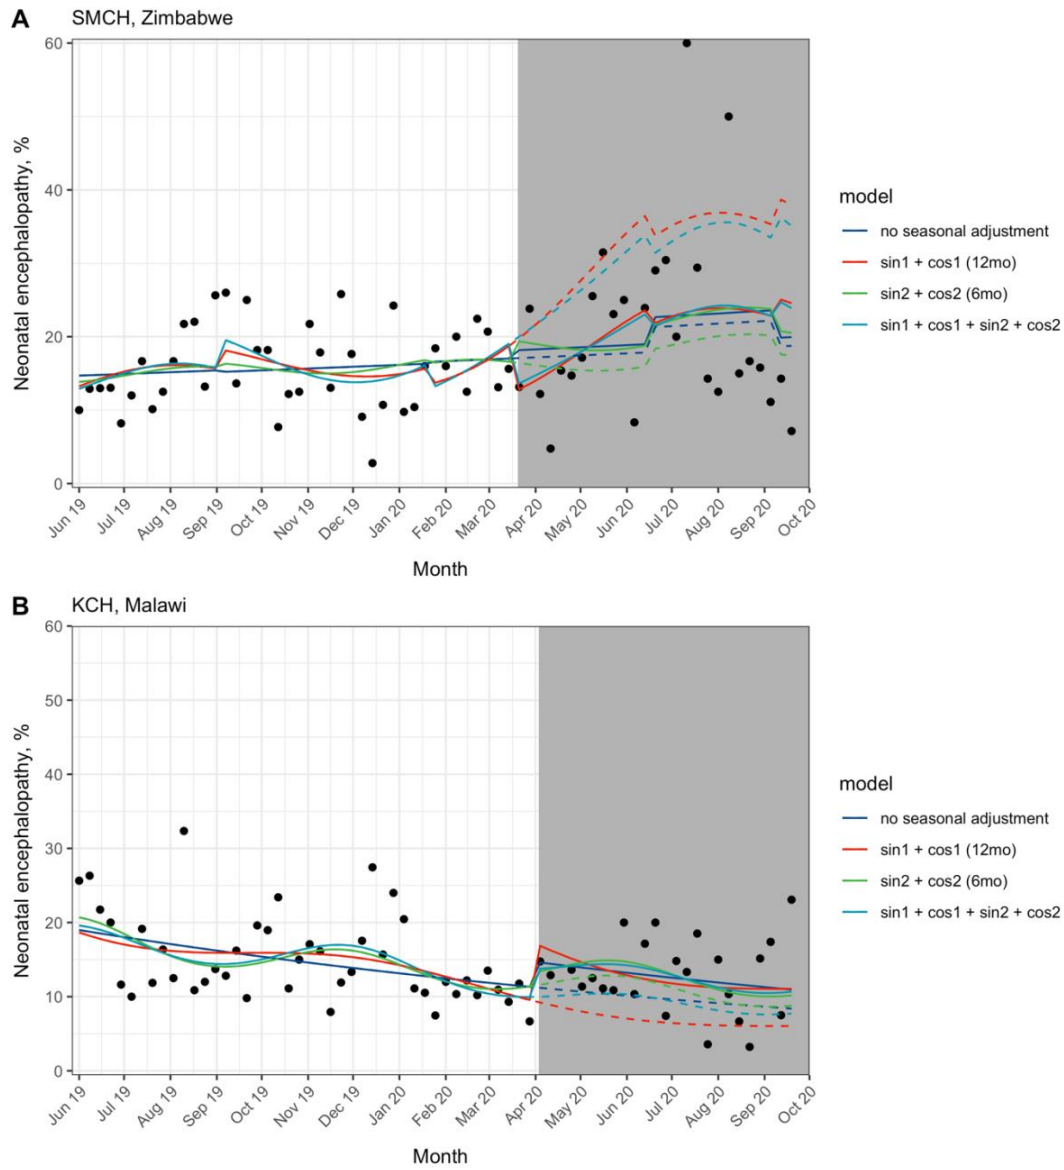 A
SMCH, Zimbabwe
60
40
20
0
Neonatal encephalopathy, %
Jun 19
Jul 19
Aug 19
Sep 19
Oct 19
Nov 19
Dec 19
Jan 20
Feb 20
Mar 20
Apr 20
May 20
Jun 20
Jul 20
Aug 20
Sep 20
Oct 20
Month
model
no seasonal adjustment
sin1 + cos1 (12mo)
sin2 + cos2 (6mo)
sin1 + cos1 + sin2 + cos2
B
KCH, Malawi
60
50
40
30
20
10
0
Neonatal encephalopathy, %
Jun 19
Jul 19
Aug 19
Sep 19
Oct 19
Nov 19
Dec 19
Jan 20
Feb 20
Mar 20
Apr 20
May 20
Jun 20
Jul 20
Aug 20
Sep 20
Oct 20
Month
model
no seasonal adjustment
sin1 + cos1 (12mo)
sin2 + cos2 (6mo)
sin1 + cos1 + sin2 + cos2